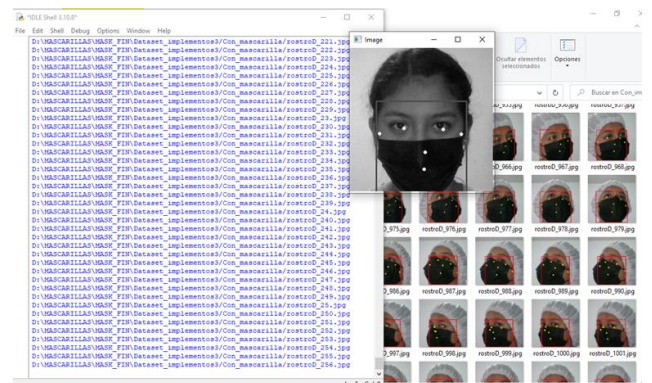 *IDLE Shell 3.10.8*
File Edit Shell Debug Options Window Help
D:\MASCARILLAS\MASK_FIN\Dataset_implementos3/Con_mascarilla/rostroD_221.jpg
D:\MASCARILLAS\MASK_FIN\Dataset_implementos3/Con_mascarilla/rostroD_222.jpg
D:\MASCARILLAS\MASK_FIN\Dataset_implementos3/Con_mascarilla/rostroD_223.jpg
D:\MASCARILLAS\MASK_FIN\Dataset_implementos3/Con_mascarilla/rostroD_224.jpg
D:\MASCARILLAS\MASK_FIN\Dataset_implementos3/Con_mascarilla/rostroD_225.jpg
D:\MASCARILLAS\MASK_FIN\Dataset_implementos3/Con_mascarilla/rostroD_226.jpg
D:\MASCARILLAS\MASK_FIN\Dataset_implementos3/Con_mascarilla/rostroD_227.jpg
D:\MASCARILLAS\MASK_FIN\Dataset_implementos3/Con_mascarilla/rostroD_228.jpg
D:\MASCARILLAS\MASK_FIN\Dataset_implementos3/Con_mascarilla/rostroD_229.jpg
D:\MASCARILLAS\MASK_FIN\Dataset_implementos3/Con_mascarilla/rostroD_23.jpg
D:\MASCARILLAS\MASK_FIN\Dataset_implementos3/Con_mascarilla/rostroD_230.jpg
D:\MASCARILLAS\MASK_FIN\Dataset_implementos3/Con_mascarilla/rostroD_231.jpg
D:\MASCARILLAS\MASK_FIN\Dataset_implementos3/Con_mascarilla/rostroD_232.jpg
D:\MASCARILLAS\MASK_FIN\Dataset_implementos3/Con_mascarilla/rostroD_233.jpg
D:\MASCARILLAS\MASK_FIN\Dataset_implementos3/Con_mascarilla/rostroD_234.jpg
D:\MASCARILLAS\MASK_FIN\Dataset_implementos3/Con_mascarilla/rostroD_235.jpg
D:\MASCARILLAS\MASK_FIN\Dataset_implementos3/Con_mascarilla/rostroD_236.jpg
D:\MASCARILLAS\MASK_FIN\Dataset_implementos3/Con_mascarilla/rostroD_237.jpg
D:\MASCARILLAS\MASK_FIN\Dataset_implementos3/Con_mascarilla/rostroD_238.jpg
D:\MASCARILLAS\MASK_FIN\Dataset_implementos3/Con_mascarilla/rostroD_239.jpg
D:\MASCARILLAS\MASK_FIN\Dataset_implementos3/Con_mascarilla/rostroD_24.jpg
D:\MASCARILLAS\MASK_FIN\Dataset_implementos3/Con_mascarilla/rostroD_240.jpg
D:\MASCARILLAS\MASK_FIN\Dataset_implementos3/Con_mascarilla/rostroD_241.jpg
D:\MASCARILLAS\MASK_FIN\Dataset_implementos3/Con_mascarilla/rostroD_242.jpg
D:\MASCARILLAS\MASK_FIN\Dataset_implementos3/Con_mascarilla/rostroD_243.jpg
D:\MASCARILLAS\MASK_FIN\Dataset_implementos3/Con_mascarilla/rostroD_244.jpg
D:\MASCARILLAS\MASK_FIN\Dataset_implementos3/Con_mascarilla/rostroD_245.jpg
D:\MASCARILLAS\MASK_FIN\Dataset_implementos3/Con_mascarilla/rostroD_246.jpg
D:\MASCARILLAS\MASK_FIN\Dataset_implementos3/Con_mascarilla/rostroD_247.jpg
D:\MASCARILLAS\MASK_FIN\Dataset_implementos3/Con_mascarilla/rostroD_248.jpg
D:\MASCARILLAS\MASK_FIN\Dataset_implementos3/Con_mascarilla/rostroD_249.jpg
D:\MASCARILLAS\MASK_FIN\Dataset_implementos3/Con_mascarilla/rostroD_25.jpg
D:\MASCARILLAS\MASK_FIN\Dataset_implementos3/Con_mascarilla/rostroD_250.jpg
D:\MASCARILLAS\MASK_FIN\Dataset_implementos3/Con_mascarilla/rostroD_251.jpg
D:\MASCARILLAS\MASK_FIN\Dataset_implementos3/Con_mascarilla/rostroD_252.jpg
D:\MASCARILLAS\MASK_FIN\Dataset_implementos3/Con_mascarilla/rostroD_253.jpg
D:\MASCARILLAS\MASK_FIN\Dataset_implementos3/Con_mascarilla/rostroD_254.jpg
D:\MASCARILLAS\MASK_FIN\Dataset_implementos3/Con_mascarilla/rostroD_255.jpg
D:\MASCARILLAS\MASK_FIN\Dataset_implementos3/Con_mascarilla/rostroD_256.jpg
Image
Ocultar elementos
seleccionados
Opciones
Buscar en Con_im
D_966.jpg rostroD_967.jpg rostroD_968.jpg
D_975.jpg rostroD_976.jpg rostroD_977.jpg rostroD_978.jpg rostroD_979.jpg
D_986.jpg rostroD_987.jpg rostroD_988.jpg rostroD_989.jpg rostroD_990.jpg
D_997.jpg rostroD_998.jpg rostroD_999.jpg rostroD_1000.jpg rostroD_1001.jpg